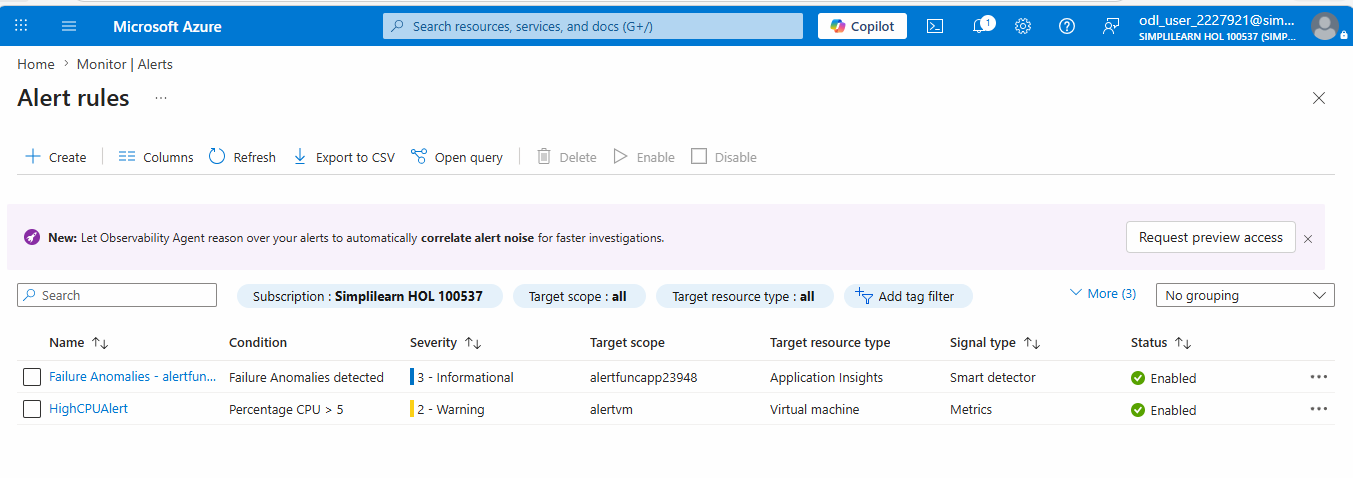 Microsoft Azure
Search resources, services, and docs (G+/)
Copilot
1
odl_user_2227921@sim...
SIMPLILEARN HOL 100537 (SIMP...
Home > Monitor | Alerts
Alert rules ...
Create
Columns
Refresh
Export to CSV
Open query
Delete
Enable
Disable
New: Let Observability Agent reason over your alerts to automatically correlate alert noise for faster investigations.
Request preview access
Search
Subscription : Simplilearn HOL 100537
Target scope : all
Target resource type : all
Add tag filter
More (3)
No grouping
Name Condition Severity Target scope Target resource type Signal type Status
Failure Anomalies - alertfun... Failure Anomalies detected 3 - Informational alertfuncapp23948 Application Insights Smart detector Enabled
HighCPUAlert Percentage CPU > 5 2 - Warning alertvm Virtual machine Metrics Enabled